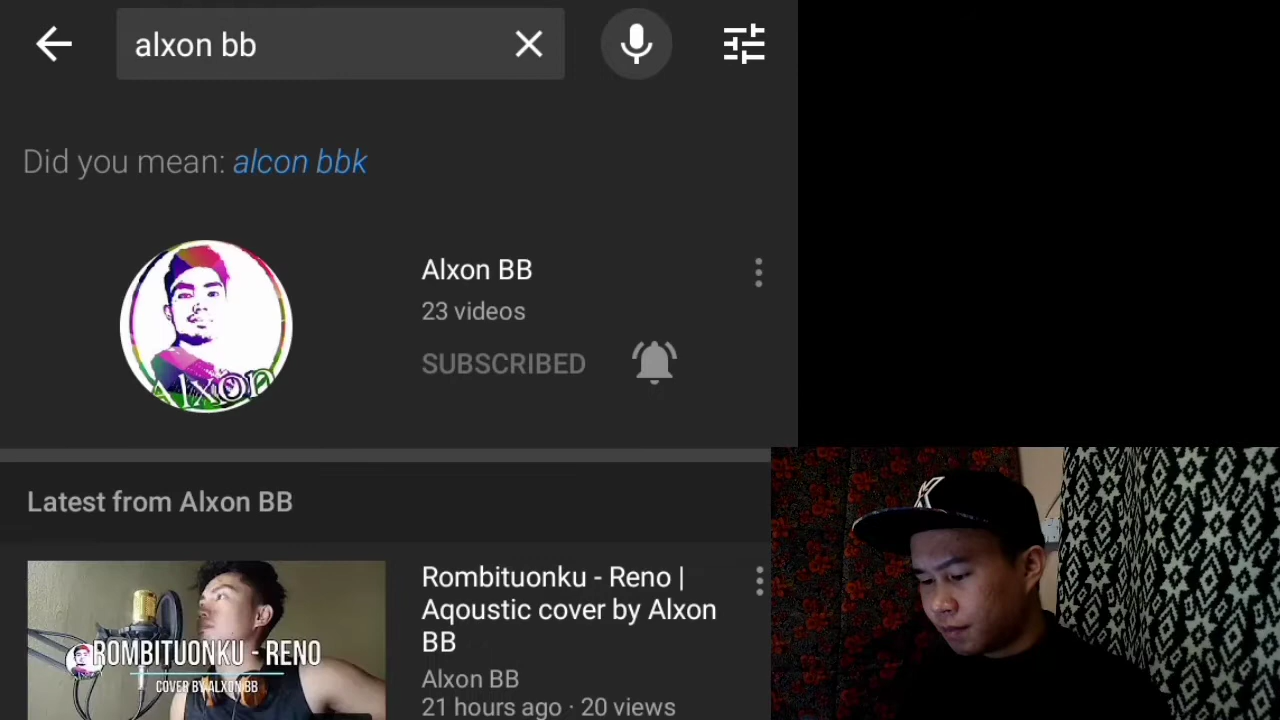 alxon bb
Did you mean: alcon bbk
Alxon BB
23 videos
SUBSCRIBED
Alxon
Latest from Alxon BB
Rombituonku - Reno |
Aqoustic cover by Alxon
BB
Alxon BB
21 hours ago · 20 views
ROMBITUONKU - RENO
COVER BY ALXON BB